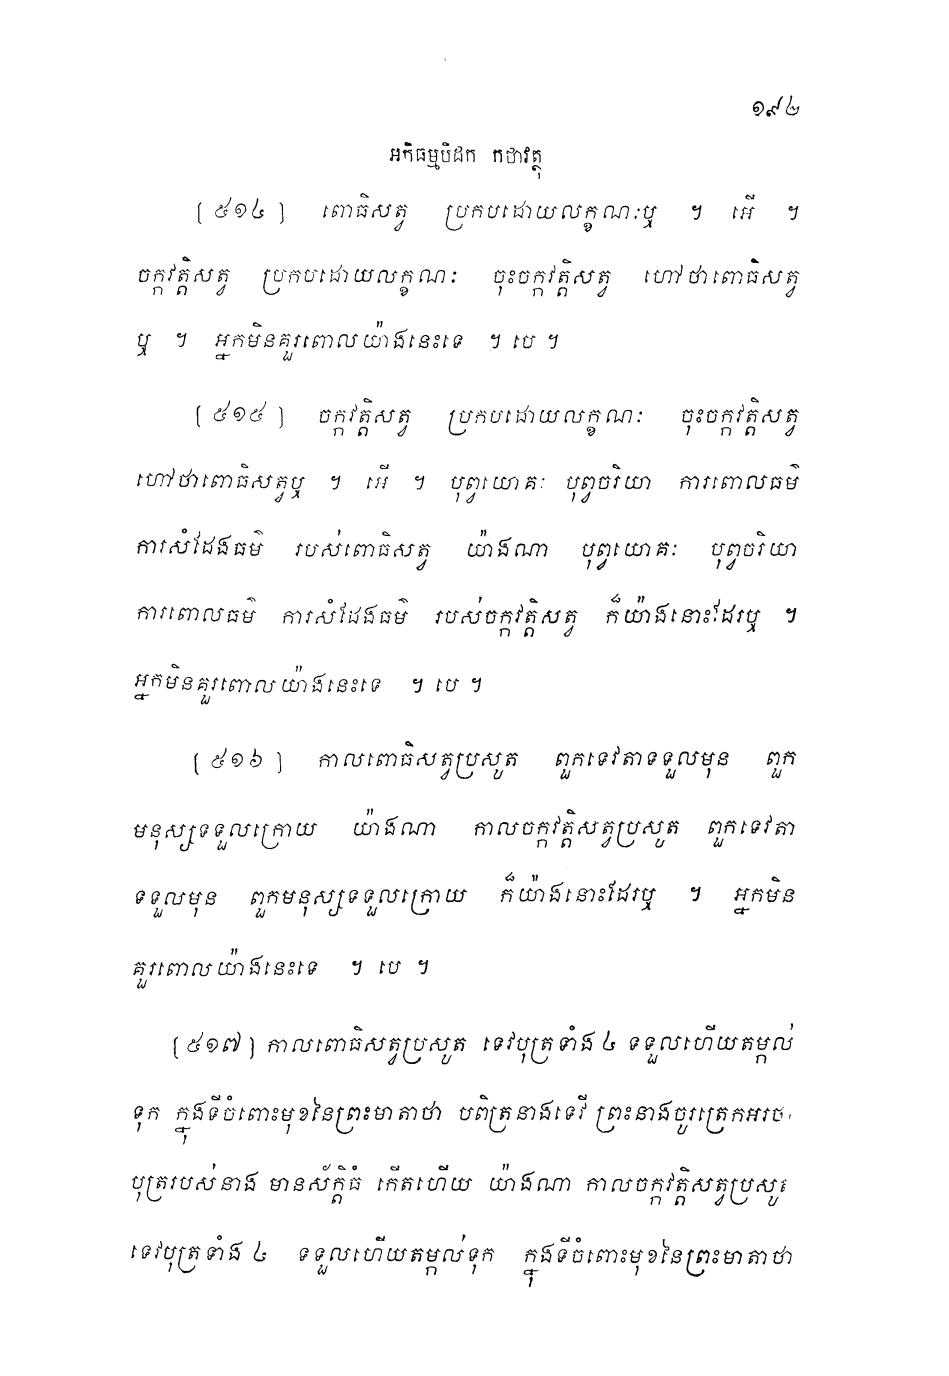 ១៩៤
អភិធម្មបិដក កថាវត្ថុ
[ ៥១៤ ] ពោធិសត្វ ប្រកបដោយលក្ខណៈឬ ។ អើ ។
ចក្កវត្តិសត្វ ប្រកបដោយលក្ខណៈ ចុះចក្កវត្តិសត្វ ហៅថាពោធិសត្វ
ឬ ។ អ្នកមិនគួរពោលយ៉ាងនេះទេ ។ បេ ។
[ ៥១៥ ] ចក្កវត្តិសត្វ ប្រកបដោយលក្ខណៈ ចុះចក្កវត្តិសត្វ
ហៅថាពោធិសត្វឬ ។ អើ ។ បុព្វយោគៈ បុព្វចរិយា ការពោលធម៌
ការសំដែងធម៌ របស់ពោធិសត្វ យ៉ាងណា បុព្វយោគៈ បុព្វចរិយា
ការពោលធម៌ ការសំដែងធម៌ របស់ចក្កវត្តិសត្វ ក៏យ៉ាងនោះដែរឬ ។
អ្នកមិនគួរពោលយ៉ាងនេះទេ ។ បេ ។
[ ៥១៦ ] កាលពោធិសត្វប្រសូត ពួកទេវតាទទួលមុន ពួក
មនុស្សទទួលក្រោយ យ៉ាងណា កាលចក្កវត្តិសត្វប្រសូត ពួកទេវតា
ទទួលមុន ពួកមនុស្សទទួលក្រោយ ក៏យ៉ាងនោះដែរឬ ។ អ្នកមិន
គួរពោលយ៉ាងនេះទេ ។ បេ ។
[ ៥១៧ ] កាលពោធិសត្វប្រសូត ទេវបុត្រទាំង ៤ ទទួលហើយតម្កល់
ទុក ក្នុងទីចំពោះមុខនៃព្រះមាតាថា បពិត្រនាងទេវី ព្រះនាងចូរត្រេកអរចុះ
បុត្ររបស់នាង មានស័ក្តិធំ កើតហើយ យ៉ាងណា កាលចក្កវត្តិសត្វប្រសូត
ទេវបុត្រទាំង ៤ ទទួលហើយតម្កល់ទុក ក្នុងទីចំពោះមុខនៃព្រះមាតាថា